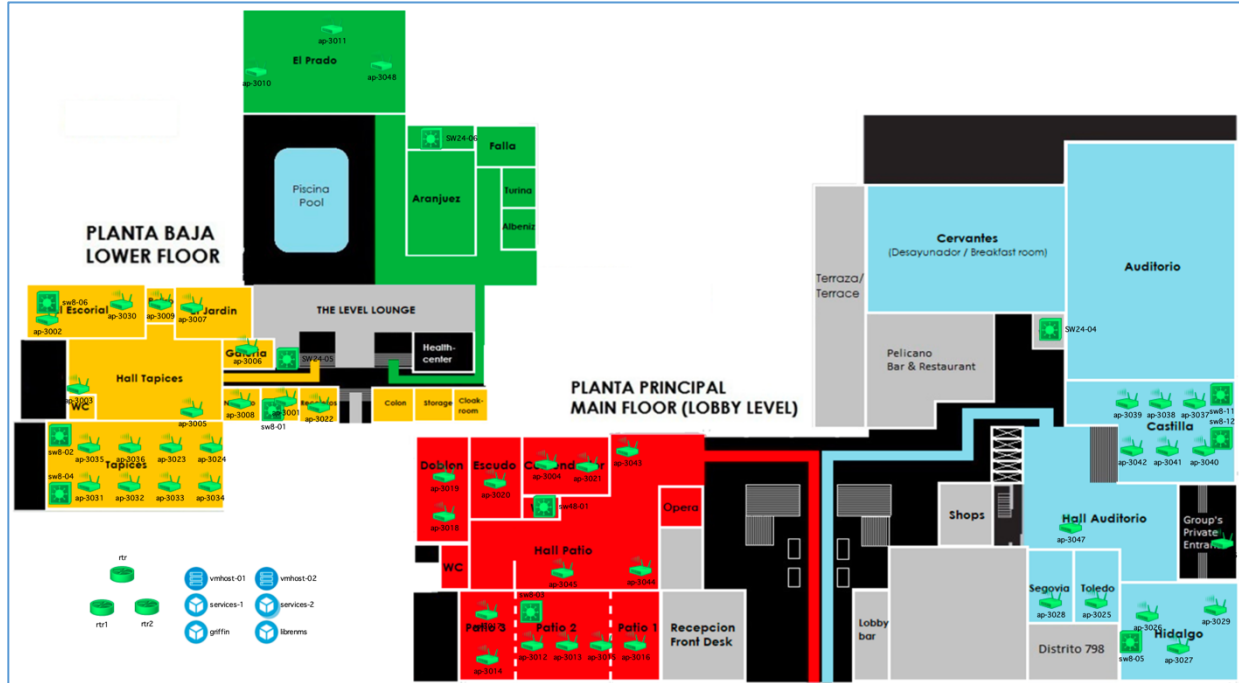 ap-3011
El Prado
ap-3010
ap-3048
SW24-06
Falla
Turina
Aranjuez
Albeniz
Piscina
Pool
PLANTA BAJA
LOWER FLOOR
sw8-06
Escorial
ap-3002
ap-3030
ap-3009
Jardin
ap-3007
THE LEVEL LOUNGE
ap-3006
SW24-05
Health-
center
Hall Tapices
ap-3003
WC
ap-3005
ap-3008
ap-3001
sw8-01
ap-3022
Colon
Storage
Cloak-
room
sw8-02
Tapices
ap-3035
ap-3036
ap-3023
ap-3024
sw8-04
ap-3031
ap-3032
ap-3033
ap-3034
rtr
rtr1
rtr2
vmhost-01
vmhost-02
services-1
services-2
griffin
librenms
PLANTA PRINCIPAL
MAIN FLOOR (LOBBY LEVEL)
Doblon
ap-3019
ap-3018
Escudo
ap-3020
ap-3004
ap-3021
ap-3043
sw48-01
Opera
Hall Patio
WC
ap-3045
ap-3044
sw8-03
Patio 3
ap-3014
Patio 2
ap-3012
ap-3013
Patio 1
ap-3016
Recepcion
Front Desk
Terraza/
Terrace
Cervantes
(Desayunador / Breakfast room)
Auditorio
SW24-04
Pelicano
Bar & Restaurant
ap-3039
ap-3038
ap-3037
sw8-11
Castilla
sw8-12
ap-3042
ap-3041
ap-3040
Shops
Hall Auditorio
ap-3047
Group's
Private
Segovia
ap-3028
Toledo
ap-3025
Lobby
bar
Distrito 798
ap-3026
ap-3029
Hidalgo
sw8-05
ap-3027